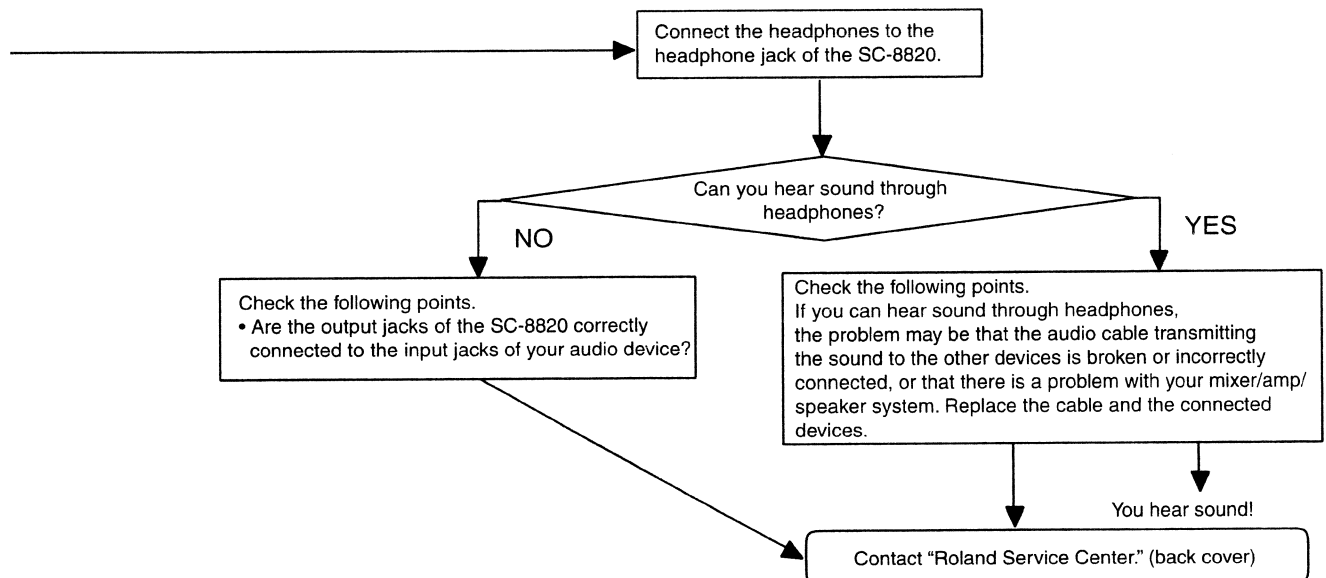 Connect the headphones to the
headphone jack of the SC-8820.
Can you hear sound through
headphones?
NO
YES
Check the following points.
• Are the output jacks of the SC-8820 correctly
connected to the input jacks of your audio device?
Check the following points.
If you can hear sound through headphones,
the problem may be that the audio cable transmitting
the sound to the other devices is broken or incorrectly
connected, or that there is a problem with your mixer/amp/
speaker system. Replace the cable and the connected
devices.
You hear sound!
Contact “Roland Service Center.” (back cover)